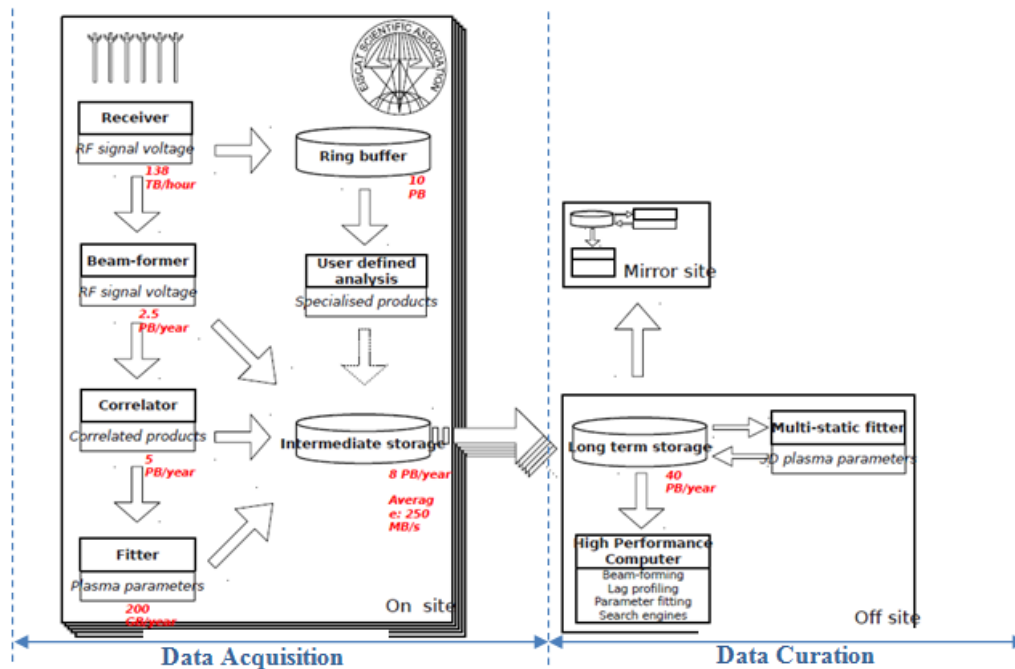 EISCAT SCIENTIFIC ASSOCIATION
Receiver
RF signal voltage
138
TB/hour
Ring buffer
10
PB
Beam-former
RF signal voltage
2.5
PB/year
User defined
analysis
Specialised products
Correlator
Correlated products
5
PB/year
Intermediate storage
8 PB/year
Averag
e: 250
MB/s
Fitter
Plasma parameters
200
GB/year
On site
Mirror site
Long term storage
40
PB/year
Multi-static fitter
3D plasma parameters
High Performance
Computer
Beam-forming
Lag profiling
Parameter fitting
Search engines
Off site
Data Acquisition
Data Curation